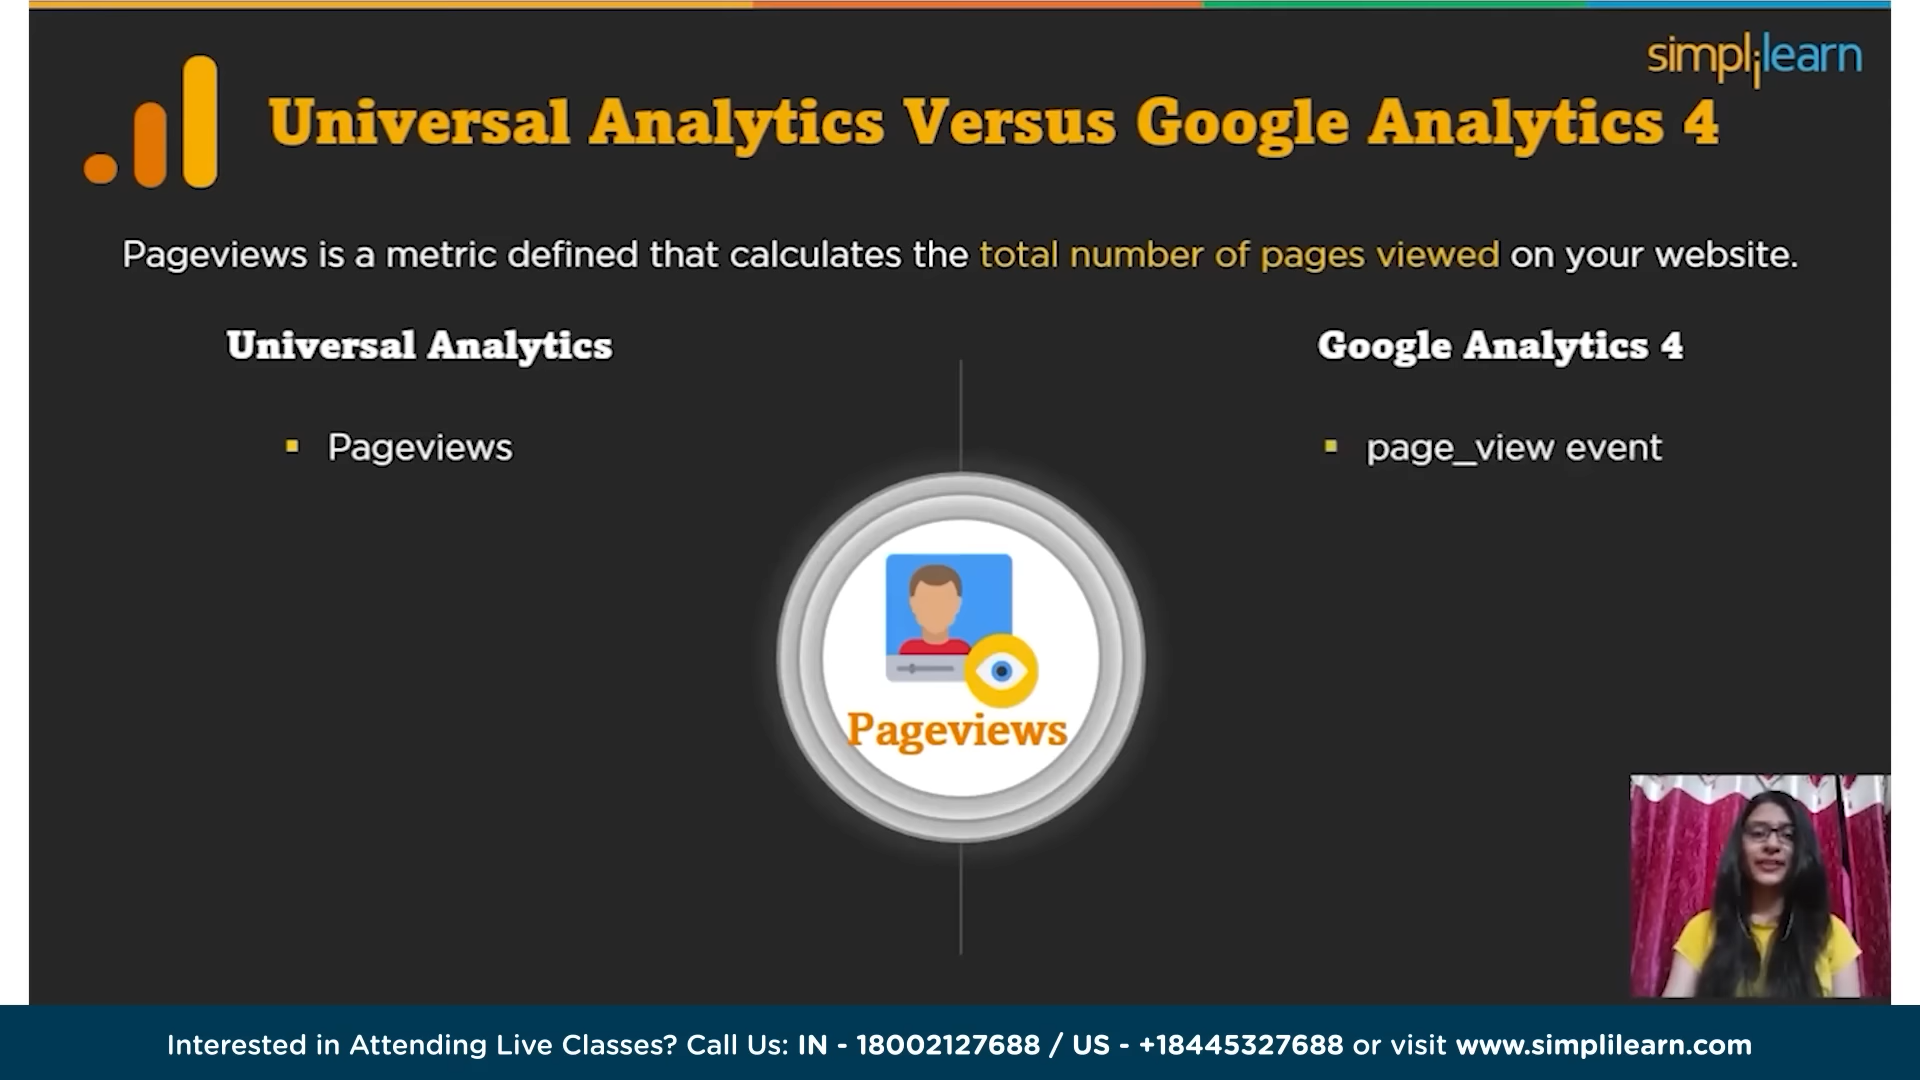 simplilearn
Universal Analytics Versus Google Analytics 4
Pageviews is a metric defined that calculates the total number of pages viewed on your website.
Universal Analytics
Google Analytics 4
▪ Pageviews
▪ page_view event
Pageviews
Interested in Attending Live Classes? Call Us: IN - 18002127688 / US - +18445327688 or visit www.simplilearn.com